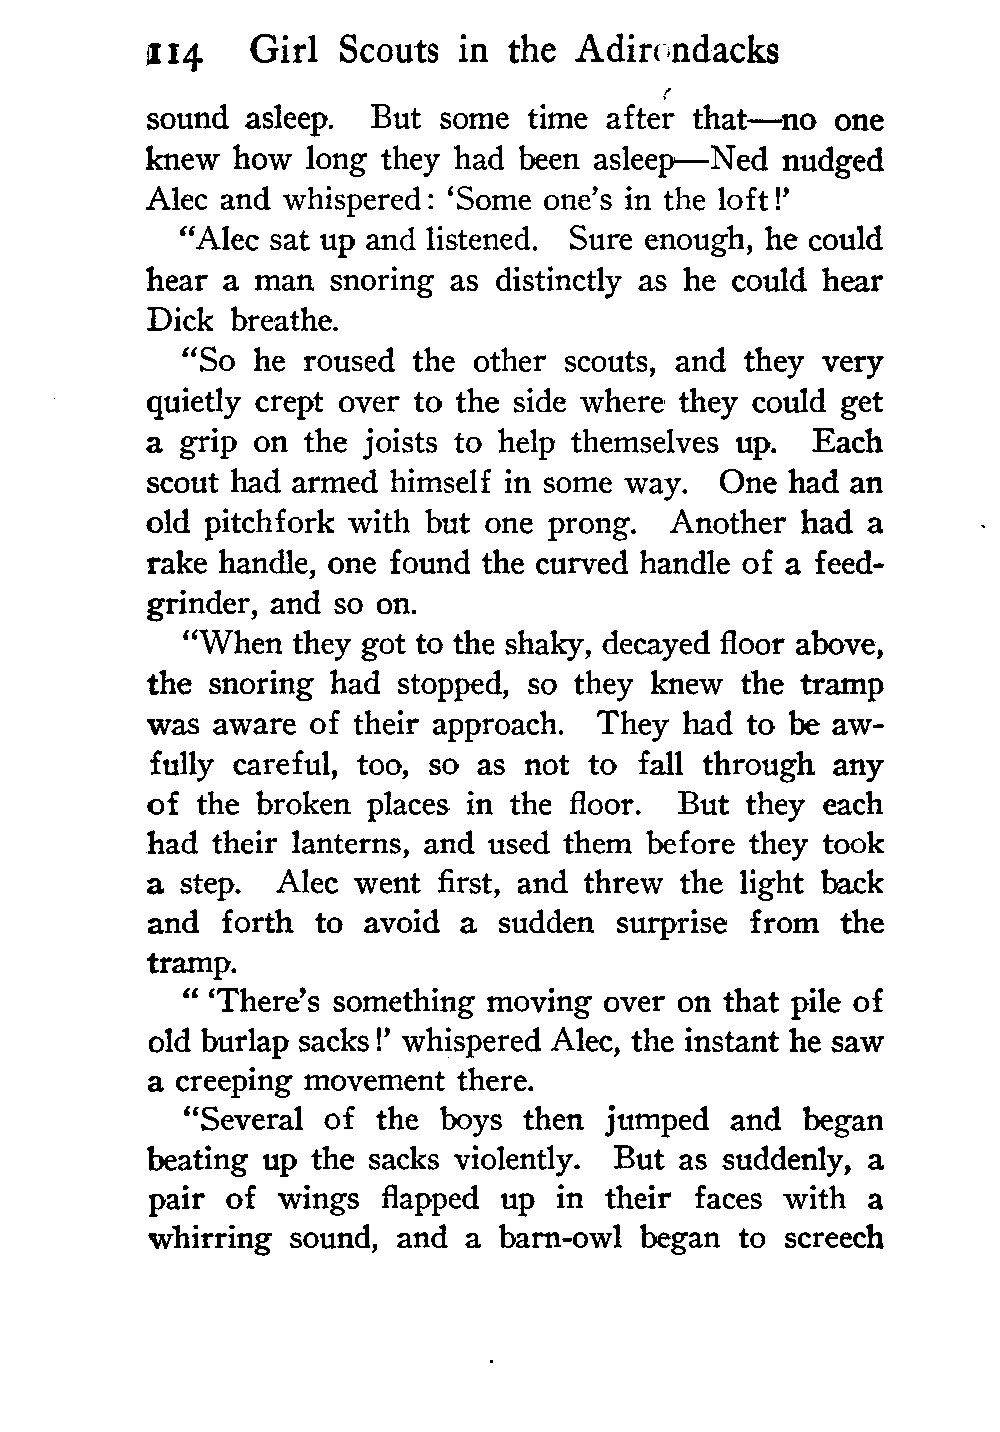 114 Girl Scouts in the Adirondacks
sound asleep. But some time after that—no one
knew how long they had been asleep—Ned nudged
Alec and whispered: ‘Some one’s in the loft!’
“Alec sat up and listened. Sure enough, he could
hear a man snoring as distinctly as he could hear
Dick breathe.
“So he roused the other scouts, and they very
quietly crept over to the side where they could get
a grip on the joists to help themselves up. Each
scout had armed himself in some way. One had an
old pitchfork with but one prong. Another had a
rake handle, one found the curved handle of a feed-
grinder, and so on.
“When they got to the shaky, decayed floor above,
the snoring had stopped, so they knew the tramp
was aware of their approach. They had to be aw-
fully careful, too, so as not to fall through any
of the broken places in the floor. But they each
had their lanterns, and used them before they took
a step. Alec went first, and threw the light back
and forth to avoid a sudden surprise from the
tramp.
“ ‘There’s something moving over on that pile of
old burlap sacks!’ whispered Alec, the instant he saw
a creeping movement there.
“Several of the boys then jumped and began
beating up the sacks violently. But as suddenly, a
pair of wings flapped up in their faces with a
whirring sound, and a barn-owl began to screech